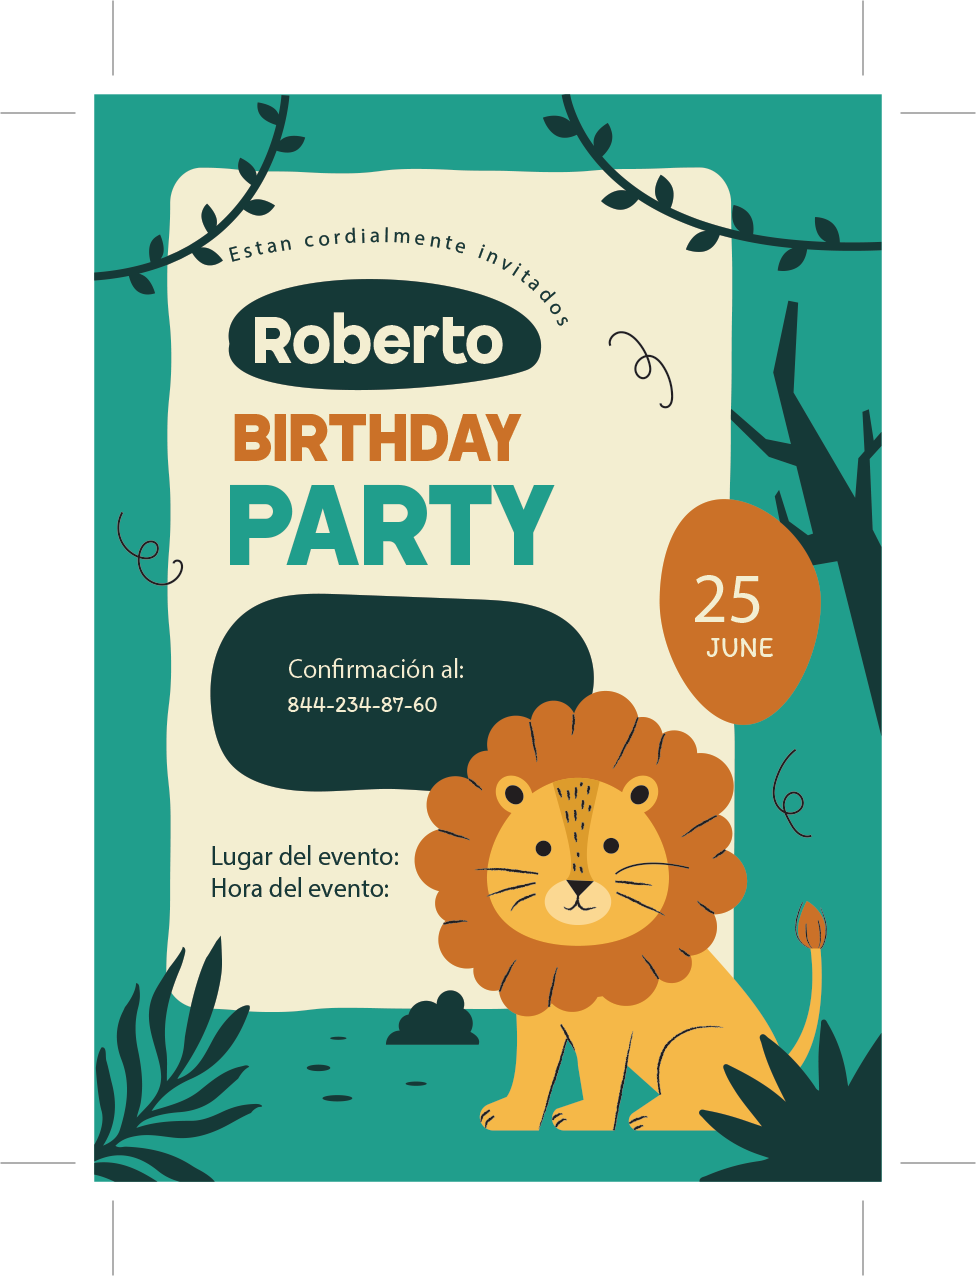 Estan cordialmente invitados
Roberto
BIRTHDAY
PARTY
25
JUNE
Confirmación al:
844-234-87-60
Lugar del evento:
Hora del evento: